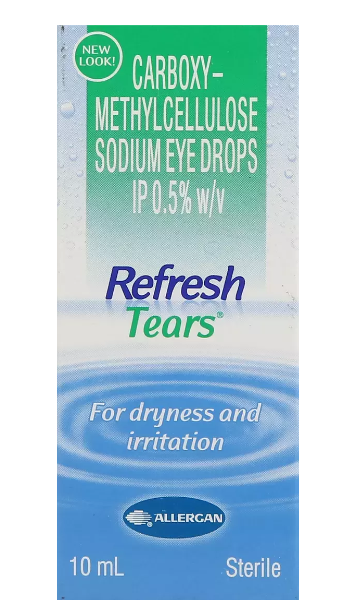 NEW
LOOK!
CARBOXY–
METHYLCELLULOSE
SODIUM EYE DROPS
IP 0.5% w/v
Refresh
Tears®
For dryness and
irritation
ALLERGAN
10 mL
Sterile